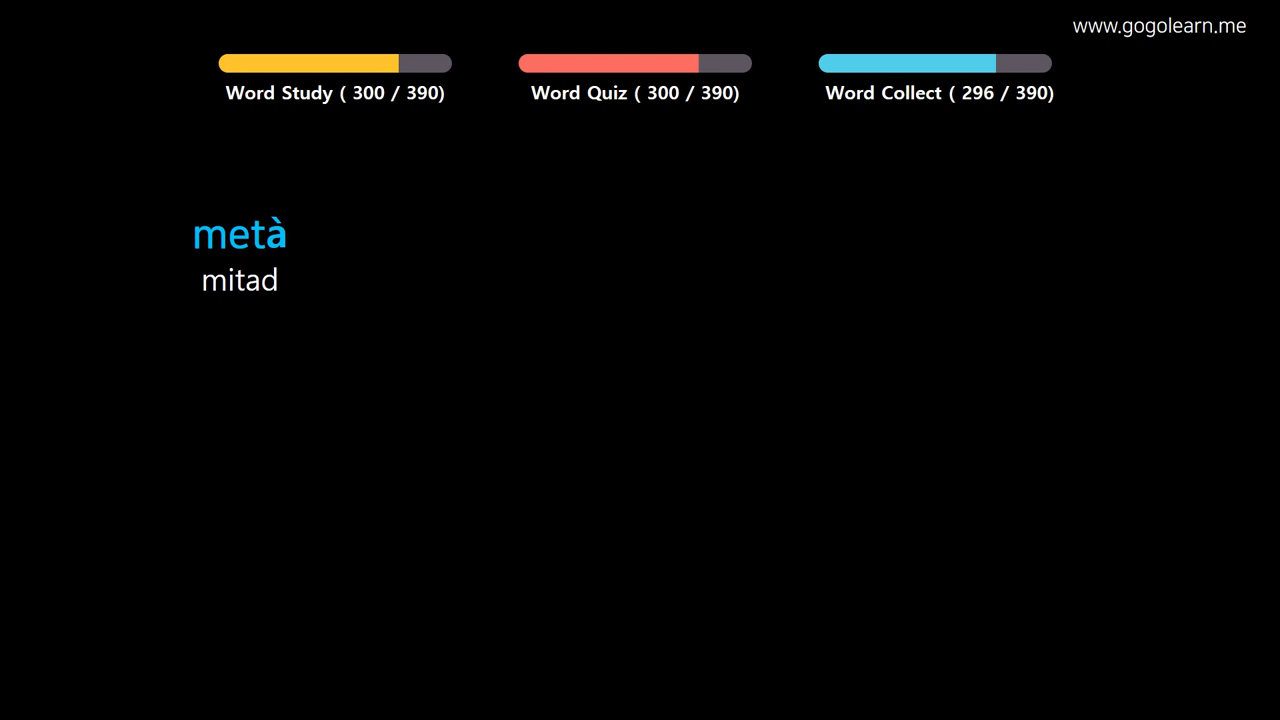 www.gogolearn.me
Word Study ( 300 / 390)
Word Quiz ( 300 / 390)
Word Collect ( 296 / 390)
metà
mitad